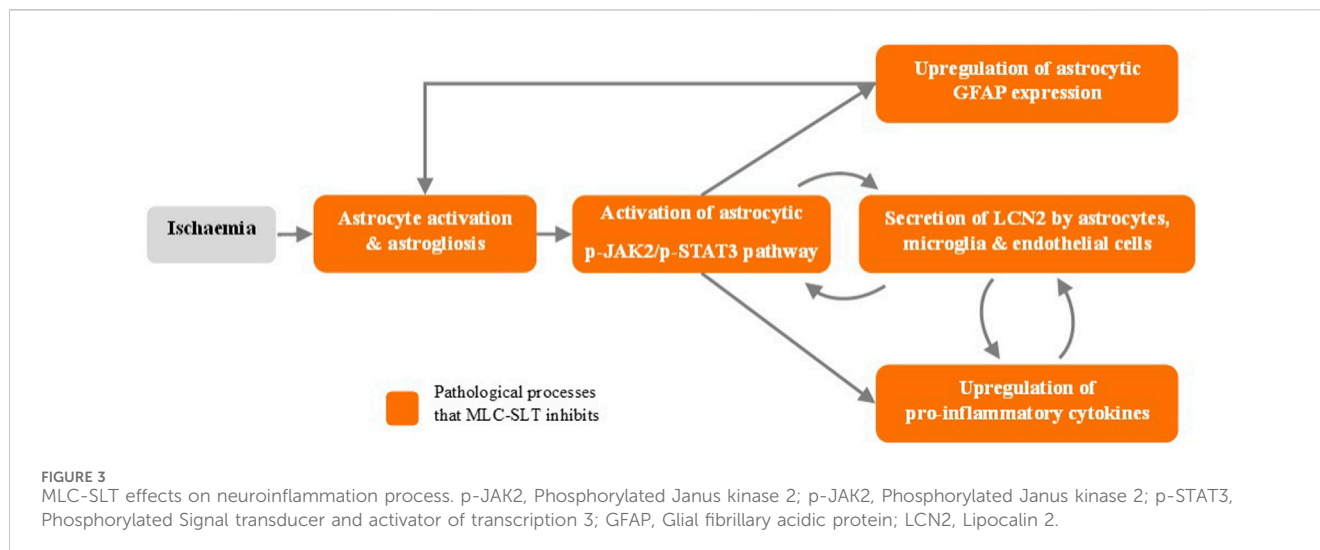 Upregulation of astrocytic
GFAP expression
Ischaemia
Astrocyte activation
& astrogliosis
Activation of astrocytic
p-JAK2/p-STAT3 pathway
Secretion of LCN2 by astrocytes,
microglia & endothelial cells
Upregulation of
pro-inflammatory cytokines
Pathological processes
that MLC-SLT inhibits
FIGURE 3
MLC-SLT effects on neuroinflammation process. p-JAK2, Phosphorylated Janus kinase 2; p-JAK2, Phosphorylated Janus kinase 2; p-STAT3,
Phosphorylated Signal transducer and activator of transcription 3; GFAP, Glial fibrillary acidic protein; LCN2, Lipocalin 2.